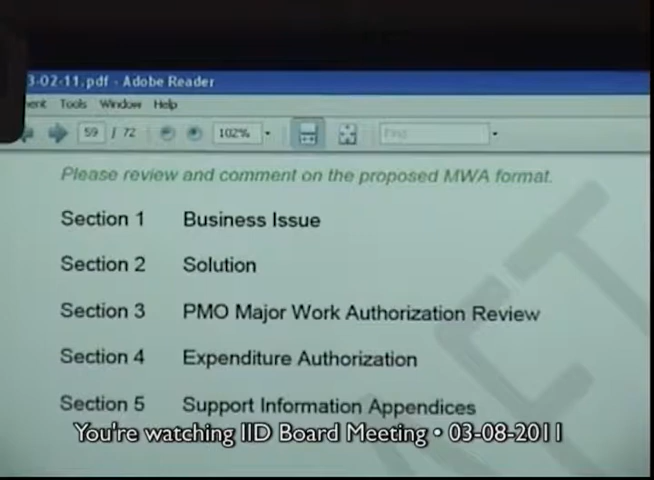 3-02-11.pdf - Adobe Reader
Tools Window Help
59 / 72 102% Find
Please review and comment on the proposed MWA format.
Section 1 Business Issue
Section 2 Solution
Section 3 PMO Major Work Authorization Review
Section 4 Expenditure Authorization
Section 5 Support Information Appendices
You're watching IID Board Meeting • 03-08-2011